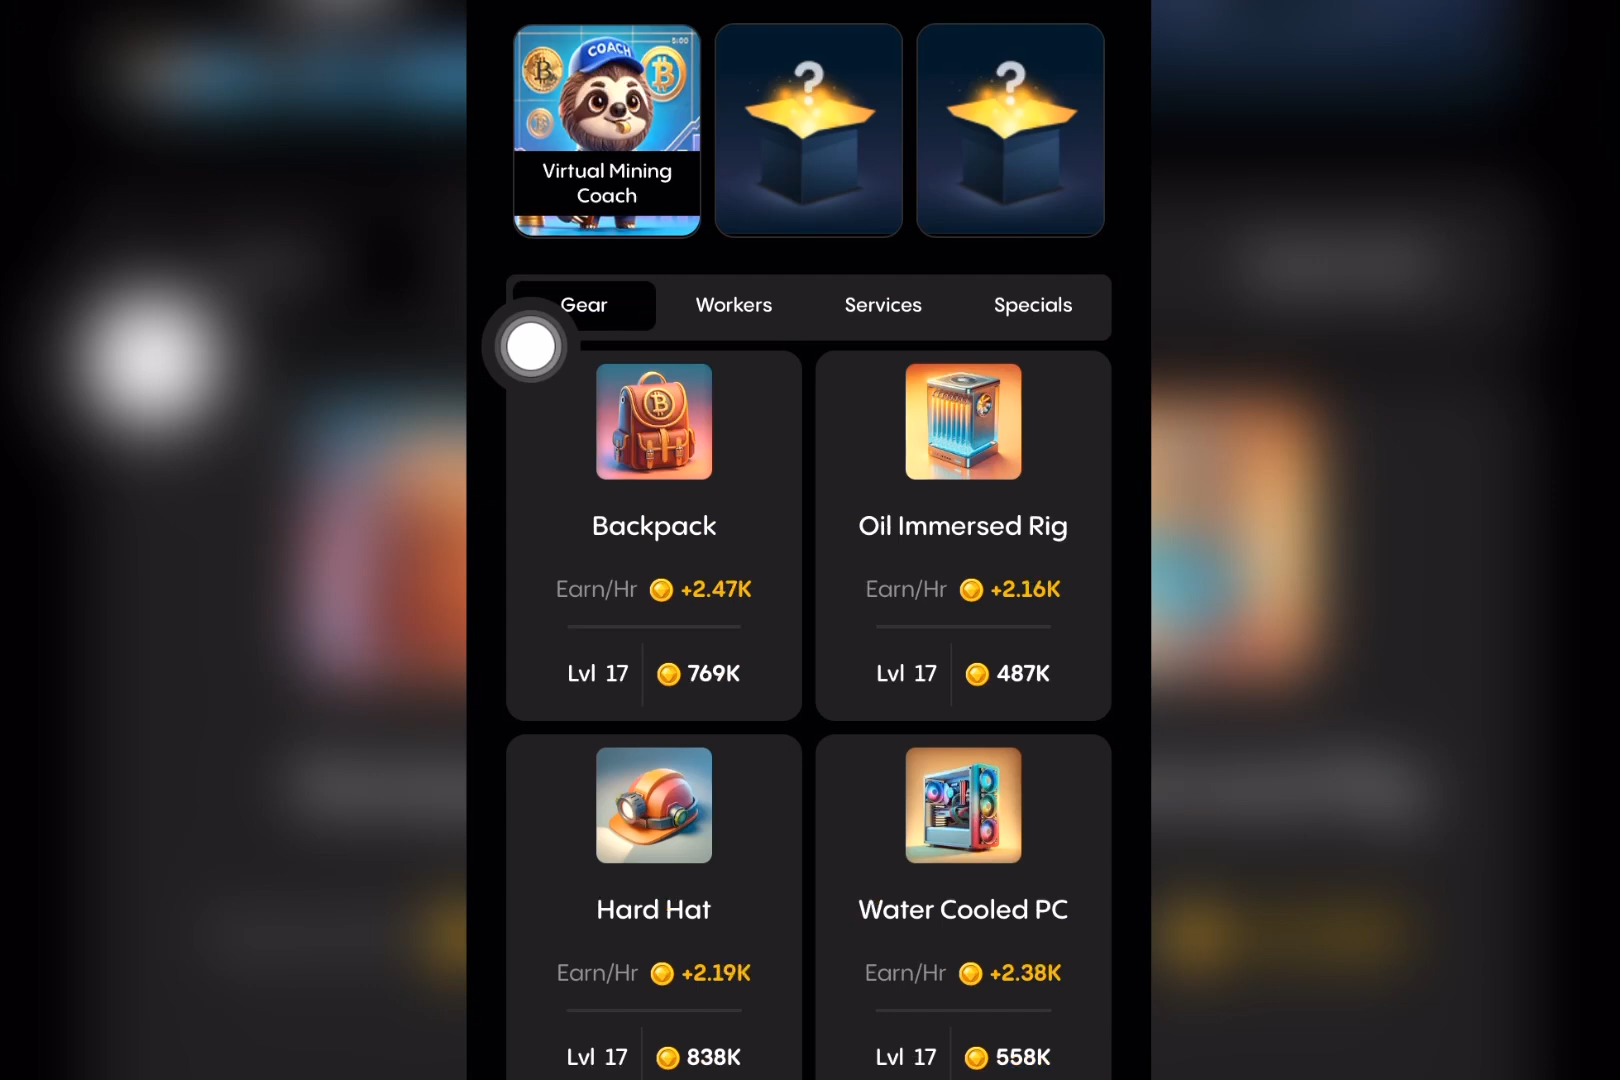 COACH
5:00
Virtual Mining
Coach
? ?
Gear Workers Services Specials
Backpack
Earn/Hr +2.47K
Lvl 17 769K
Oil Immersed Rig
Earn/Hr +2.16K
Lvl 17 487K
Hard Hat
Earn/Hr +2.19K
Lvl 17 838K
Water Cooled PC
Earn/Hr +2.38K
Lvl 17 558K